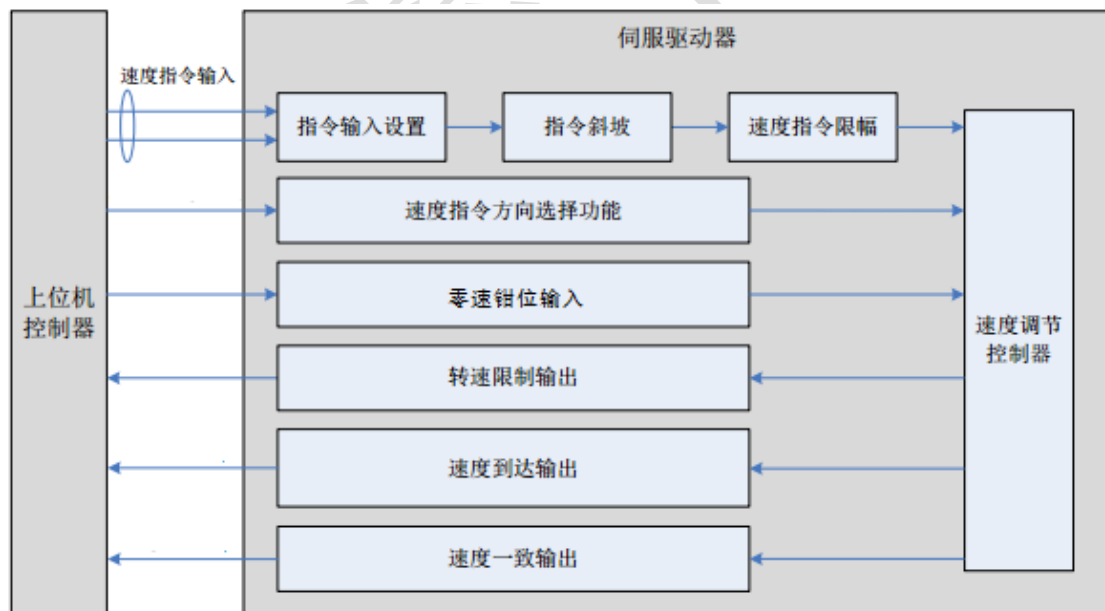 伺服驱动器
速度指令输入
指令输入设置
指令斜坡
速度指令限幅
速度指令方向选择功能
零速钳位输入
上位机
控制器
速度调节
控制器
转速限制输出
速度到达输出
速度一致输出